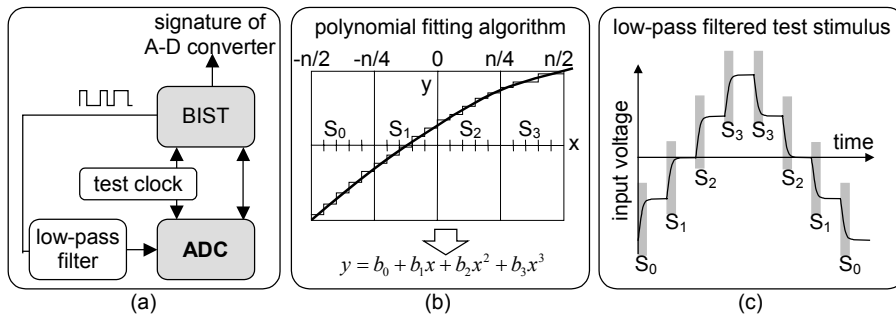 signature of
A-D converter
BIST
test clock
low-pass
filter
ADC
(a)
polynomial fitting algorithm
-n/2 -n/4 0 n/4 n/2
y
S0 S1 S2 S3
x
y = b0 + b1x + b2x² + b3x³
(b)
low-pass filtered test stimulus
input voltage
time
S3 S3
S2 S2
S1 S1
S0 S0
(c)